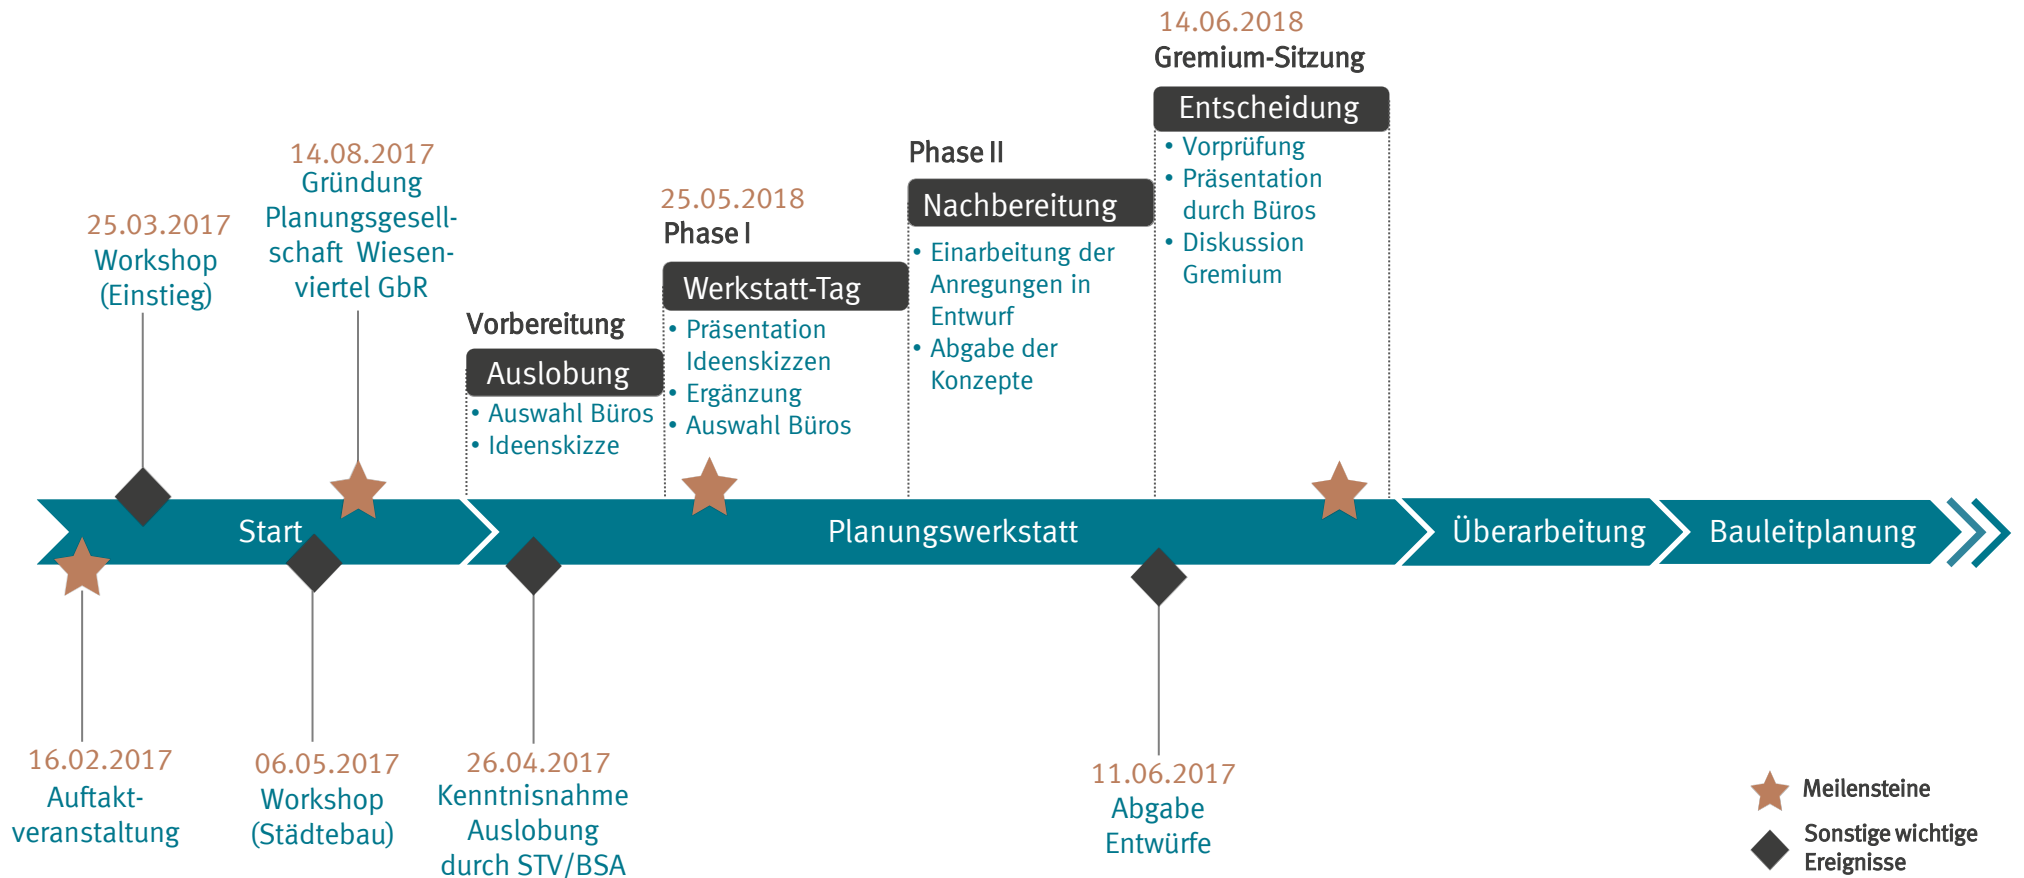 14.06.2018
Gremium-Sitzung
Entscheidung
• Vorprüfung
• Präsentation
durch Büros
• Diskussion
Gremium
Phase II
Nachbereitung
• Einarbeitung der
Anregungen in
Entwurf
• Abgabe der
Konzepte
25.05.2018
Phase I
Werkstatt-Tag
• Präsentation
Ideenskizzen
• Ergänzung
• Auswahl Büros
Vorbereitung
Auslobung
• Auswahl Büros
• Ideenskizze
14.08.2017
Gründung
Planungsgesell-
schaft Wiesen-
viertel GbR
25.03.2017
Workshop
(Einstieg)
Start
Planungswerkstatt
Überarbeitung
Bauleitplanung
16.02.2017
Auftakt-
veranstaltung
06.05.2017
Workshop
(Städtebau)
26.04.2017
Kenntnisnahme
Auslobung
durch STV/BSA
11.06.2017
Abgabe
Entwürfe
Meilensteine
Sonstige wichtige
Ereignisse